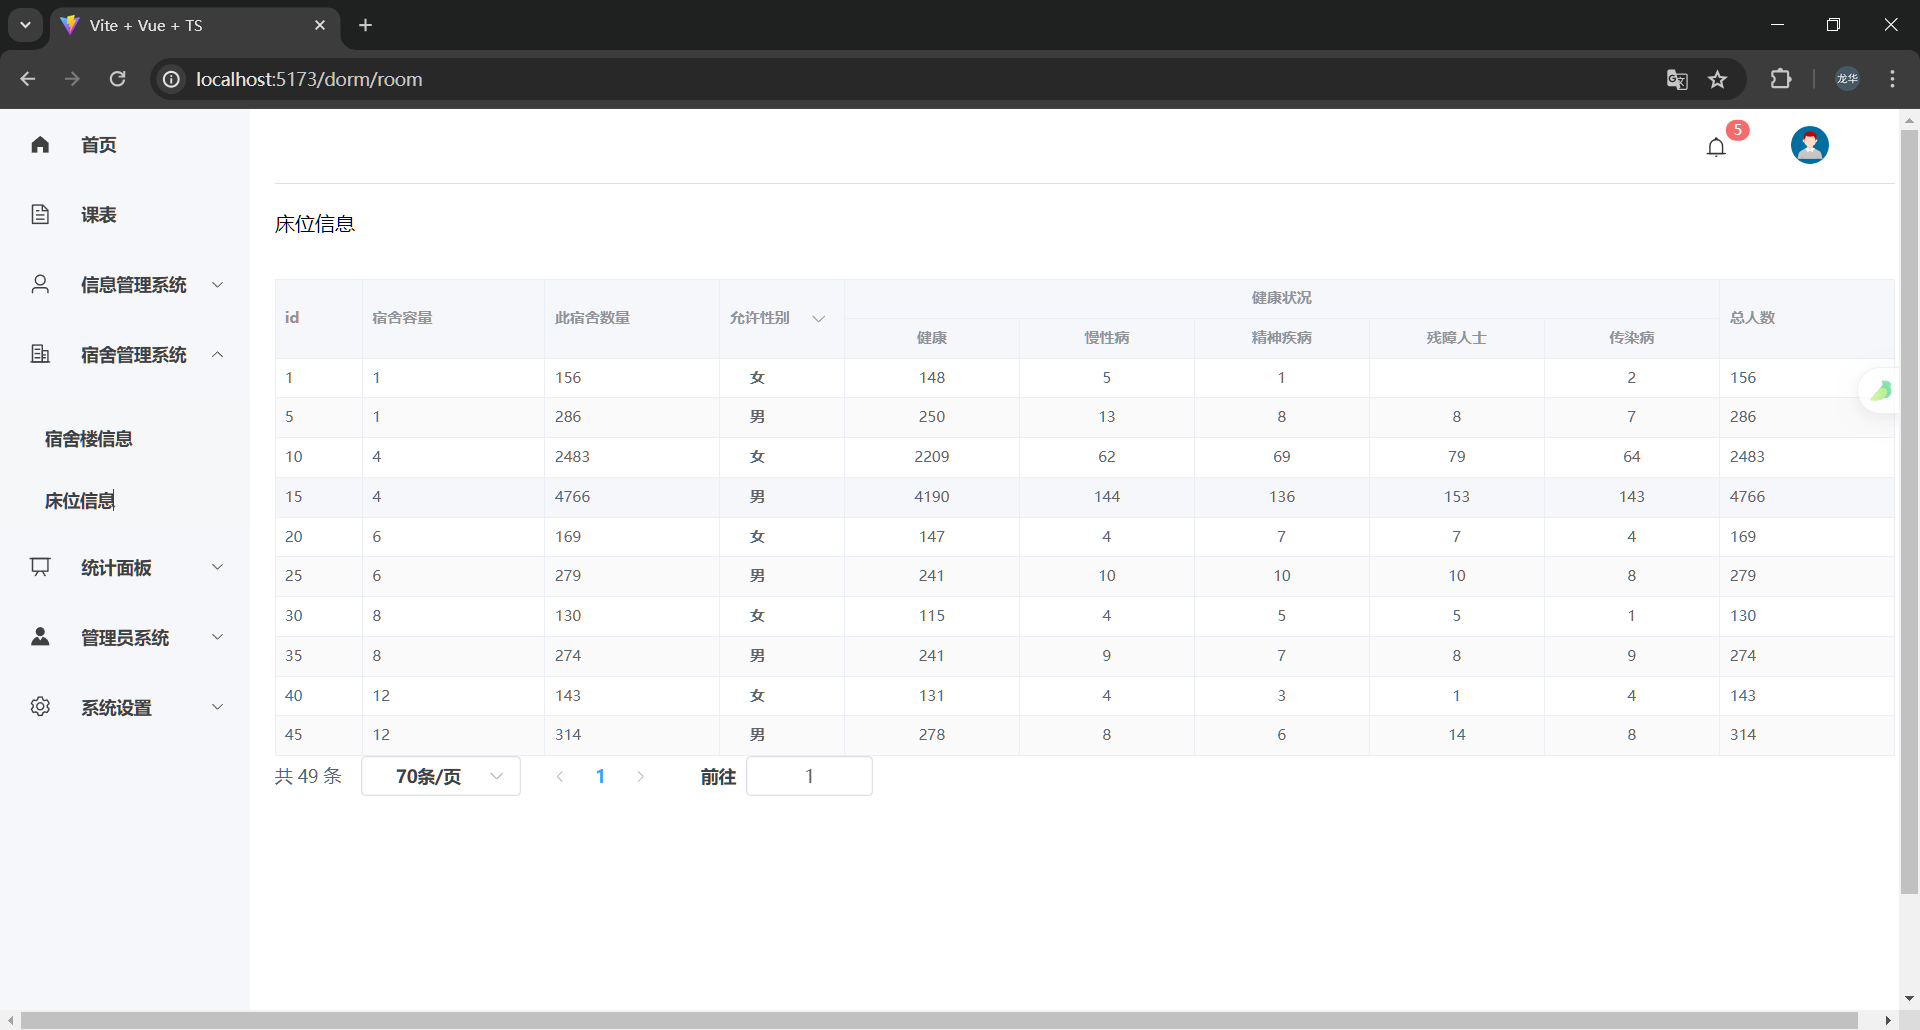 Vite + Vue + TS
localhost:5173/dorm/room
龙华
首页
课表
信息管理系统
宿舍管理系统
宿舍楼信息
床位信息
统计面板
管理员系统
系统设置
5
床位信息
id 宿舍容量 此宿舍数量 允许性别 健康状况 总人数
健康 慢性病 精神疾病 残障人士 传染病
1 1 156 女 148 5 1 2 156
5 1 286 男 250 13 8 8 7 286
10 4 2483 女 2209 62 69 79 64 2483
15 4 4766 男 4190 144 136 153 143 4766
20 6 169 女 147 4 7 7 4 169
25 6 279 男 241 10 10 10 8 279
30 8 130 女 115 4 5 5 1 130
35 8 274 男 241 9 7 8 9 274
40 12 143 女 131 4 3 1 4 143
45 12 314 男 278 8 6 14 8 314
共 49 条 70条/页 1 前往 1